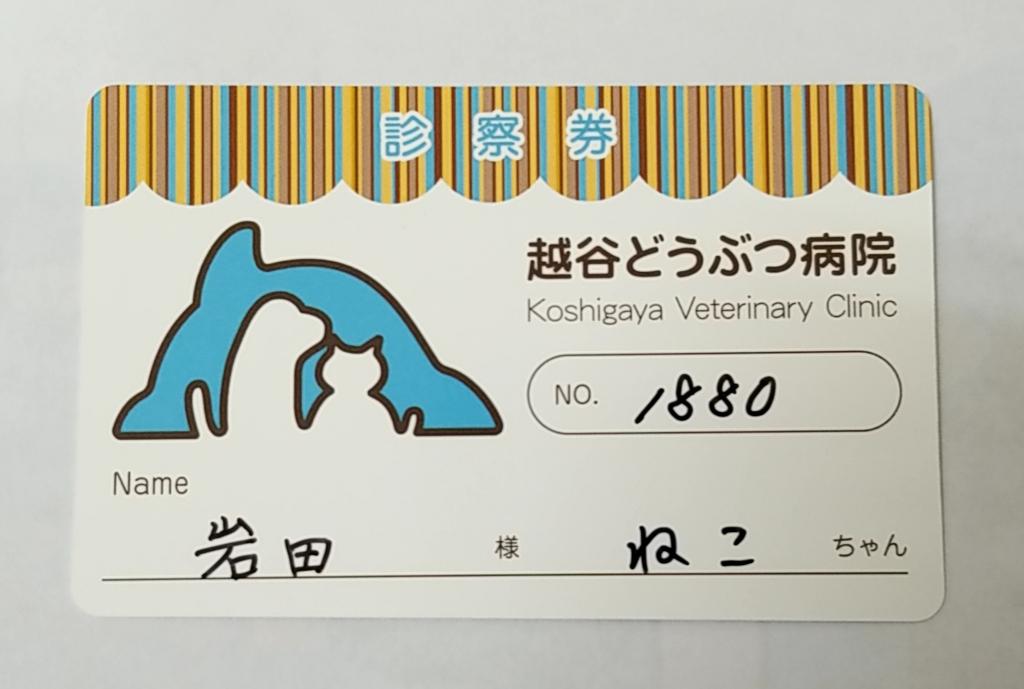 診察券
越谷どうぶつ病院
Koshigaya Veterinary Clinic
NO. 1880
Name
岩田 様 ねこ ちゃん